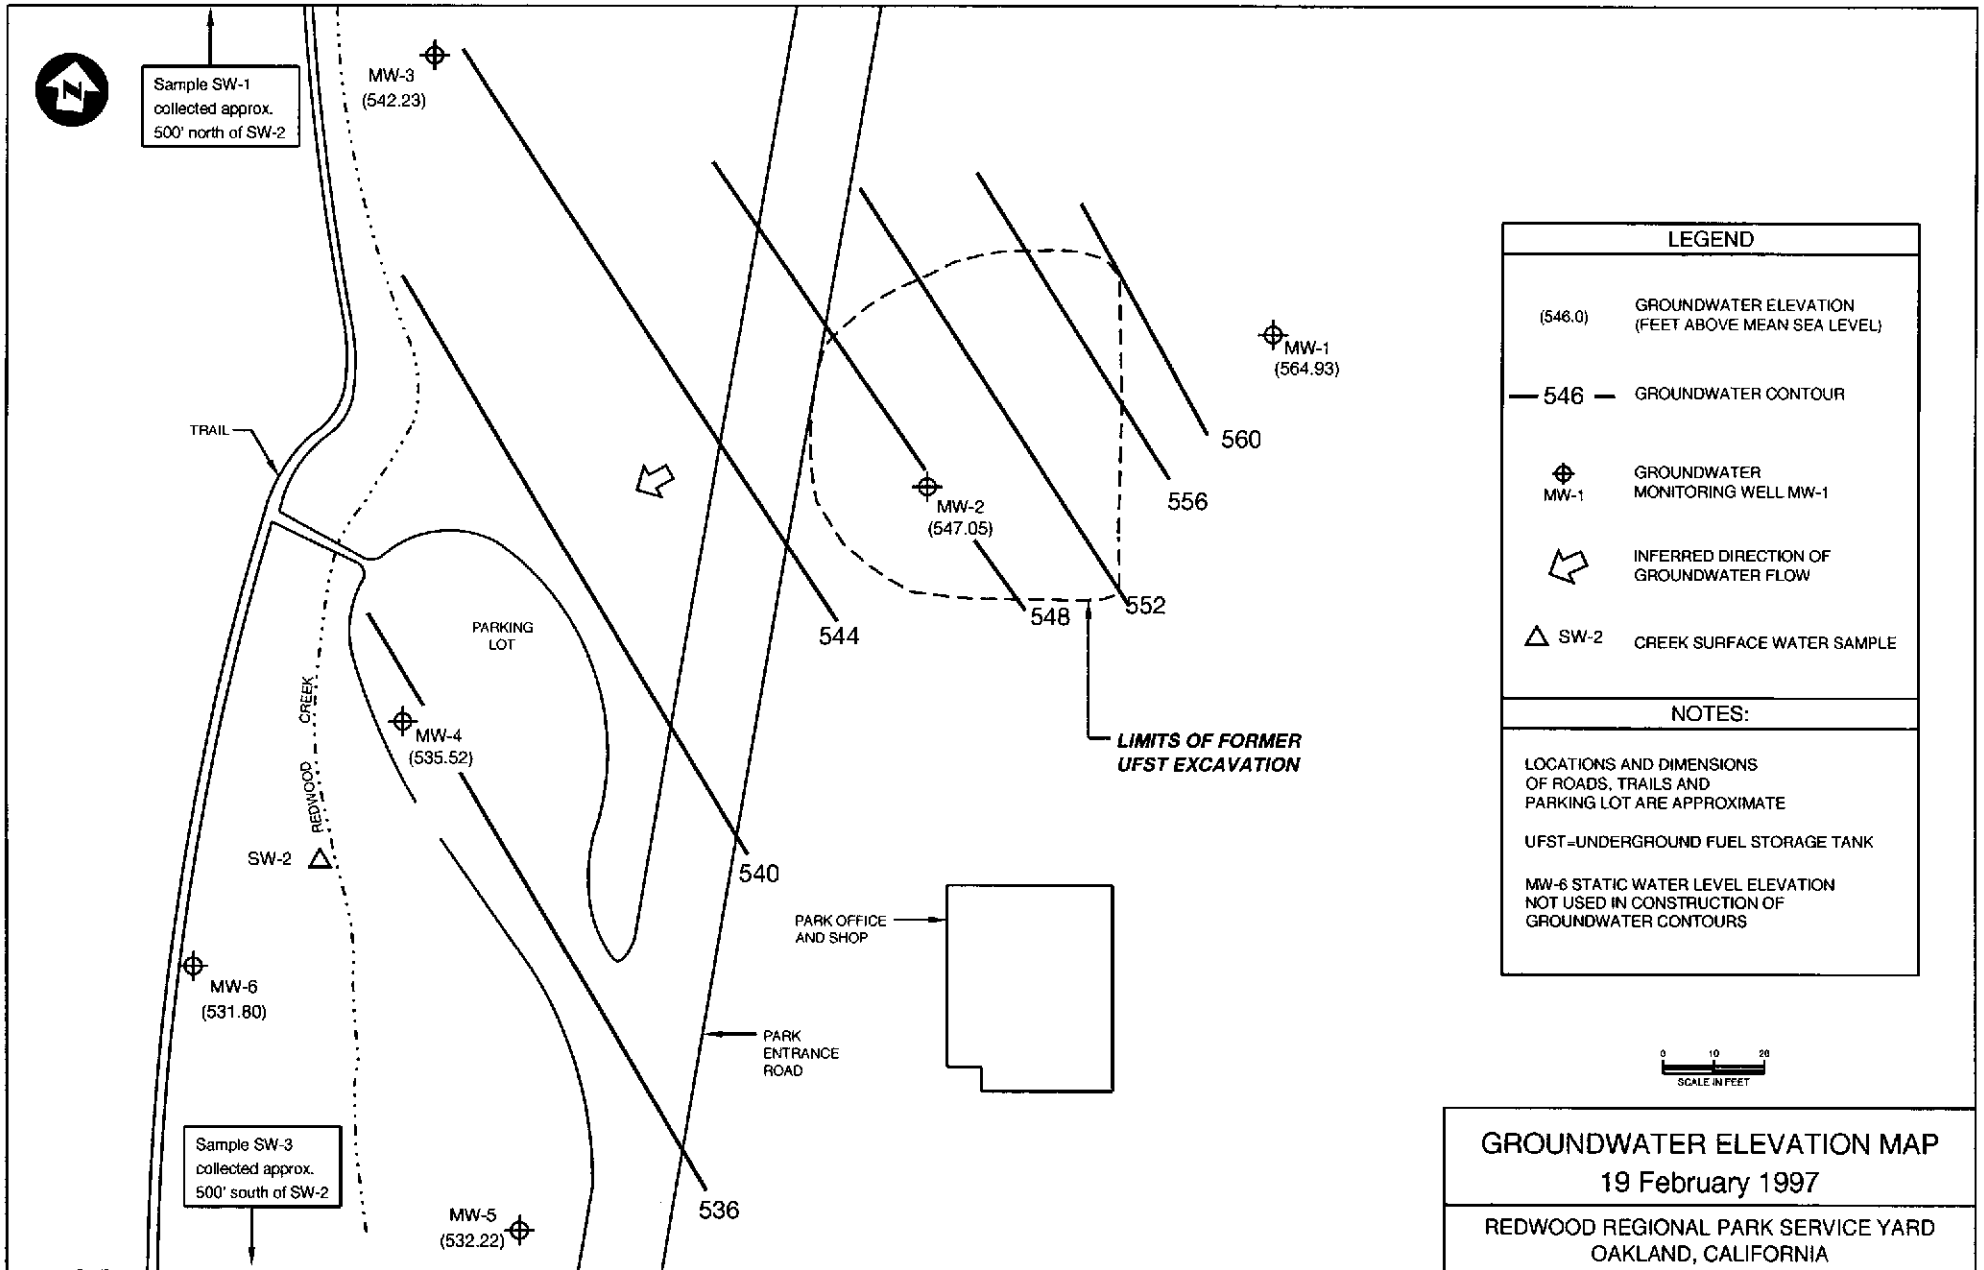 N
Sample SW-1
collected approx.
500' north of SW-2
MW-3
(542.23)
TRAIL
MW-1
(564.93)
560
556
MW-2
(547.05)
552
548
544
PARKING
LOT
REDWOOD CREEK
MW-4
(535.52)
LIMITS OF FORMER
UFST EXCAVATION
SW-2
540
PARK OFFICE
AND SHOP
MW-6
(531.80)
PARK
ENTRANCE
ROAD
Sample SW-3
collected approx.
500' south of SW-2
MW-5
(532.22)
536
LEGEND
(546.0)
GROUNDWATER ELEVATION
(FEET ABOVE MEAN SEA LEVEL)
546
GROUNDWATER CONTOUR
MW-1
GROUNDWATER
MONITORING WELL MW-1
INFERRED DIRECTION OF
GROUNDWATER FLOW
SW-2
CREEK SURFACE WATER SAMPLE
NOTES:
LOCATIONS AND DIMENSIONS
OF ROADS, TRAILS AND
PARKING LOT ARE APPROXIMATE
UFST=UNDERGROUND FUEL STORAGE TANK
MW-6 STATIC WATER LEVEL ELEVATION
NOT USED IN CONSTRUCTION OF
GROUNDWATER CONTOURS
0 10 20
SCALE IN FEET
GROUNDWATER ELEVATION MAP
19 February 1997
REDWOOD REGIONAL PARK SERVICE YARD
OAKLAND, CALIFORNIA